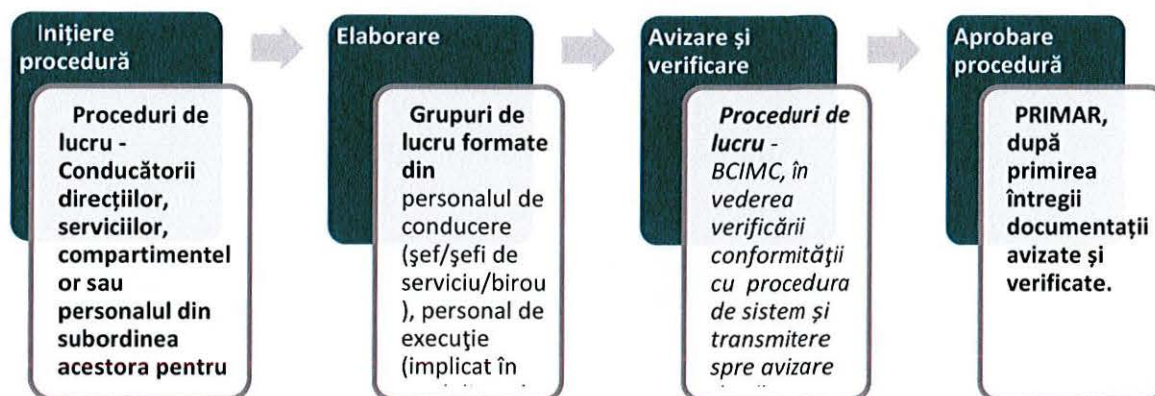 Inițiere
procedură
Proceduri de
lucru -
Conducătorii
direcțiilor,
serviciilor,
compartimentel
or sau
personalul din
subordinea
acestora pentru
Elaborare
Grupuri de
lucru formate
din
personalul de
conducere
(şef/şefi de
serviciu/birou
), personal de
execuţie
(implicat în
Avizare și
verificare
Proceduri de
lucru -
BCIMC, în
vederea
verificării
conformităţii
cu procedura
de sistem și
transmitere
spre avizare
Aprobare
procedură
PRIMAR,
după
primirea
întregii
documentații
avizate și
verificate.